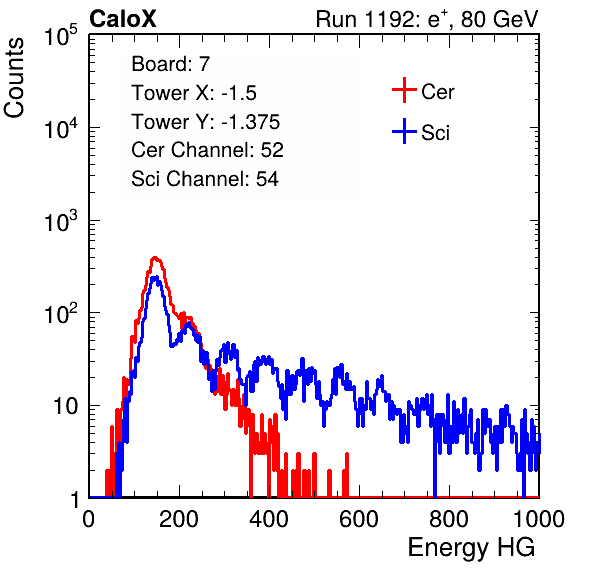 CaloX Run 1192: e⁺, 80 GeV
Counts
Board: 7
Tower X: -1.5
Tower Y: -1.375
Cer Channel: 52
Sci Channel: 54
Cer
Sci
10⁵
10⁴
10³
10²
10
1
0 200 400 600 800 1000
Energy HG